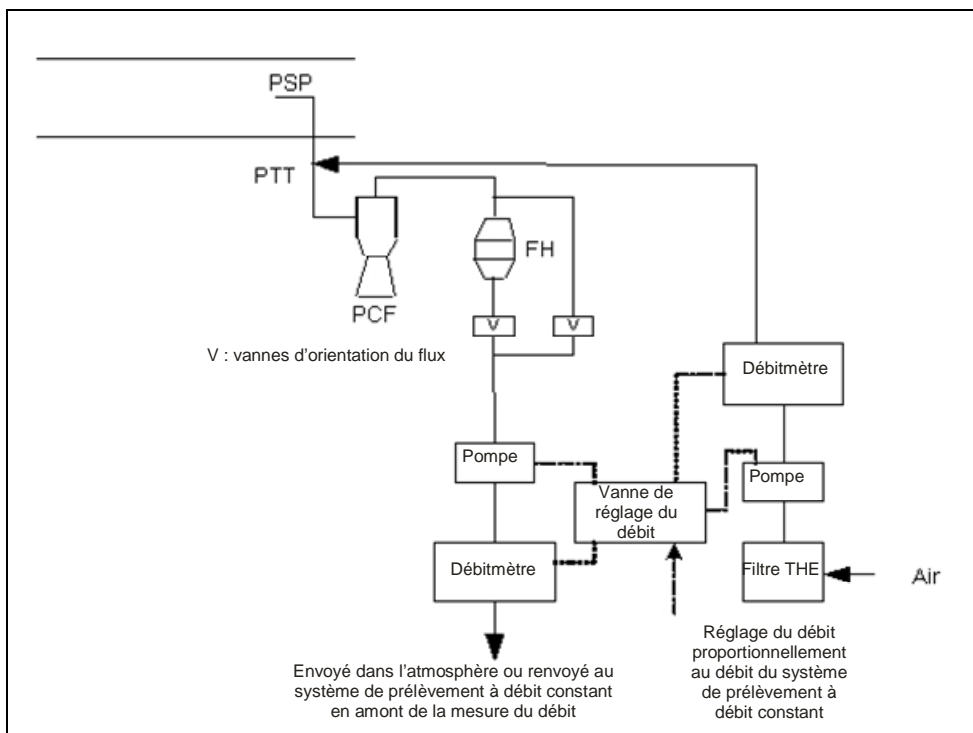 PSP
PTT
FH
PCF
V
V
V : vannes d'orientation du flux
Débitmètre
Pompe
Pompe
Vanne de
réglage du
débit
Débitmètre
Filtre THE
Air
Envoyé dans l'atmosphère ou renvoyé au
système de prélèvement à débit constant
en amont de la mesure du débit
Réglage du débit
proportionnellement
au débit du système
de prélèvement à
débit constant